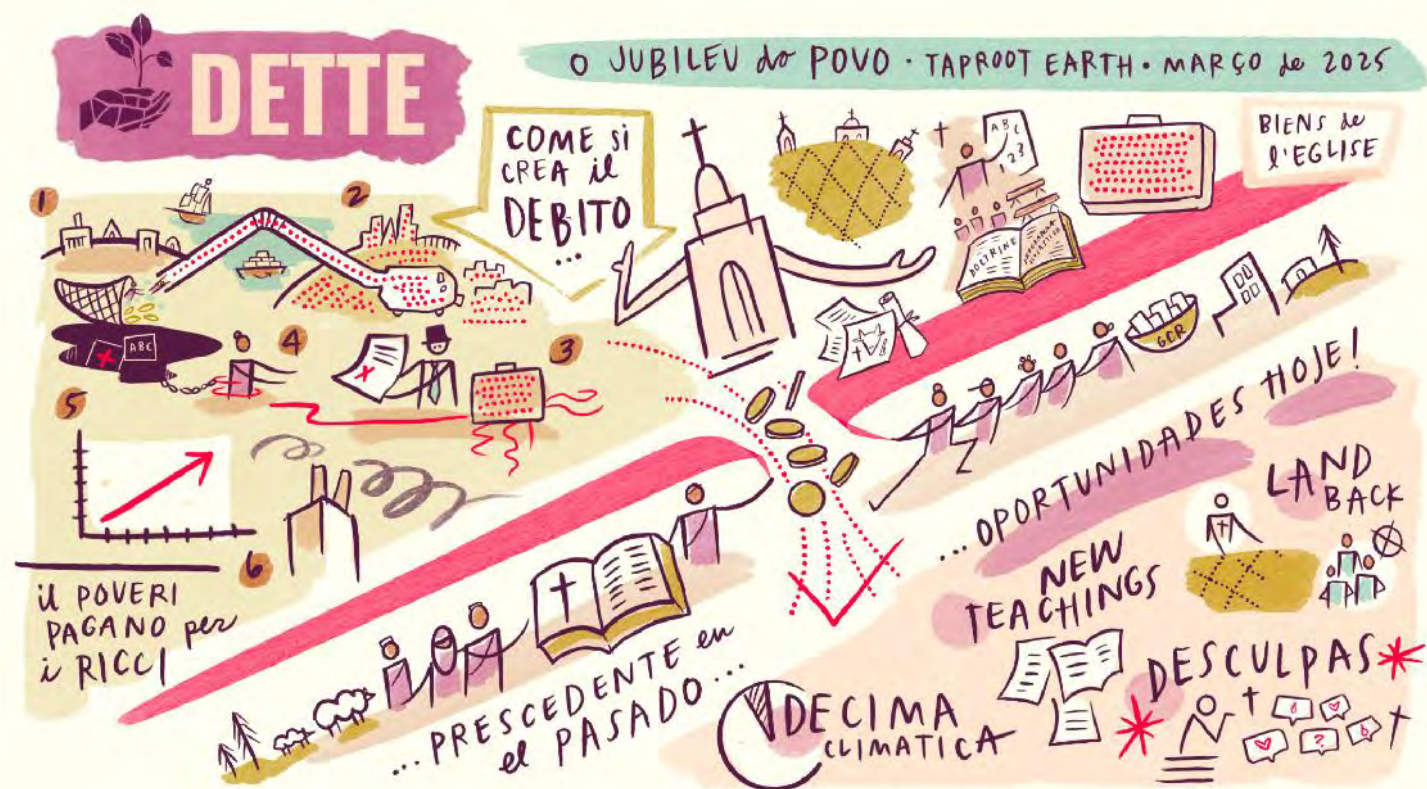 DETTE
O JUBILEU do POVO · TAPROOT EARTH · MARÇO de 2025
COME SI
CREA il
DEBITO
...
BIENS de
l'EGLISE
ABC
123
DOCTRINE
1
2
3
4
ABC
5
6
il POVERI
PAGANO per
i RICCI
GCR
...PRESCEDENTE en
el PASADO...
...OPORTUNIDADES HOJE!
LAND
BACK
NEW
TEACHINGS
DESCULPAS
DECIMA
CLIMATICA
?